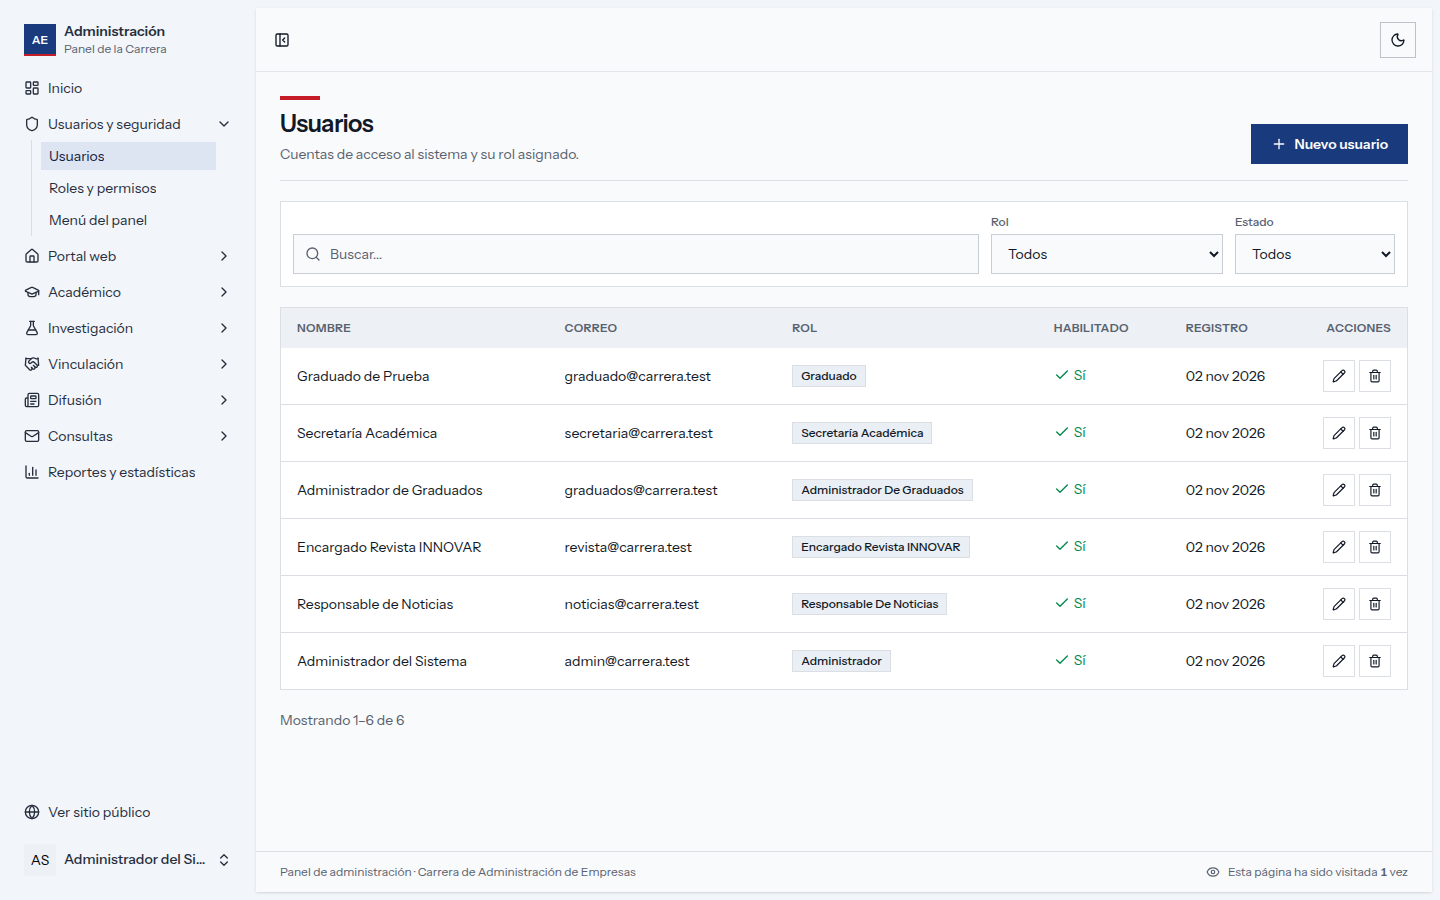 AE
Administración
Panel de la Carrera
Inicio
Usuarios y seguridad
Usuarios
Roles y permisos
Menú del panel
Portal web
Académico
Investigación
Vinculación
Difusión
Consultas
Reportes y estadísticas
Ver sitio público
AS Administrador del Si...
Usuarios
Cuentas de acceso al sistema y su rol asignado.
Nuevo usuario
Rol Estado
Buscar... Todos Todos
NOMBRE CORREO ROL HABILITADO REGISTRO ACCIONES
Graduado de Prueba graduado@carrera.test Graduado Sí 02 nov 2026
Secretaría Académica secretaria@carrera.test Secretaría Académica Sí 02 nov 2026
Administrador de Graduados graduados@carrera.test Administrador De Graduados Sí 02 nov 2026
Encargado Revista INNOVAR revista@carrera.test Encargado Revista INNOVAR Sí 02 nov 2026
Responsable de Noticias noticias@carrera.test Responsable De Noticias Sí 02 nov 2026
Administrador del Sistema admin@carrera.test Administrador Sí 02 nov 2026
Mostrando 1–6 de 6
Panel de administración · Carrera de Administración de Empresas Esta página ha sido visitada 1 vez